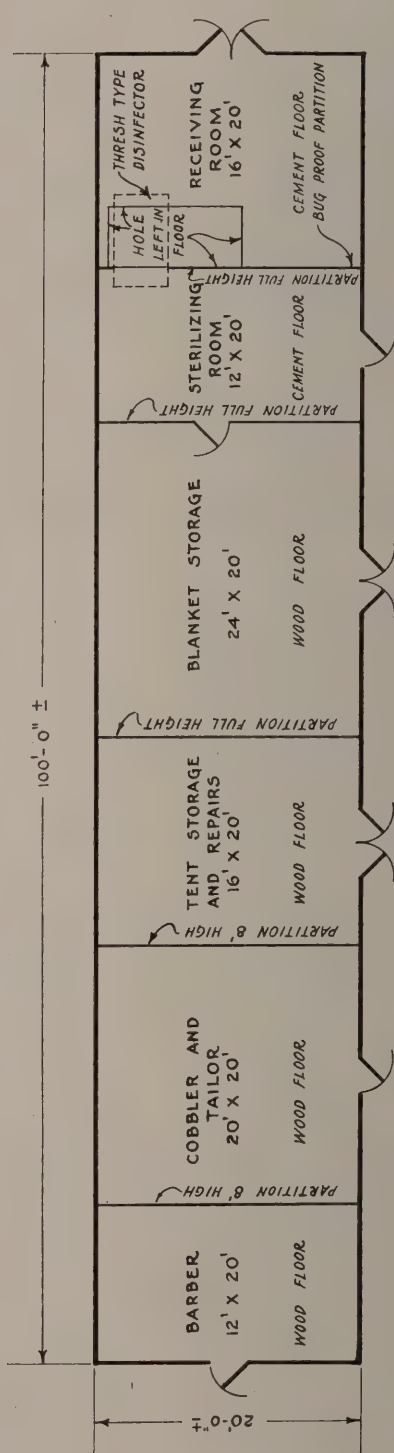 100'-0" ±
20'-0" ±
BARBER
12' X 20'
WOOD FLOOR
PARTITION 8' HIGH
COBBLER AND
TAILOR
20' X 20'
WOOD FLOOR
PARTITION 8' HIGH
TENT STORAGE
AND REPAIRS
16' X 20'
WOOD FLOOR
PARTITION FULL HEIGHT
BLANKET STORAGE
24' X 20'
WOOD FLOOR
PARTITION FULL HEIGHT
STERILIZING
ROOM
12' X 20'
CEMENT FLOOR
PARTITION FULL HEIGHT
HOLE
LEFT IN
FLOOR
THRESH TYPE
DISINFECTOR
RECEIVING
ROOM
16' X 20'
CEMENT FLOOR
BUG PROOF PARTITION